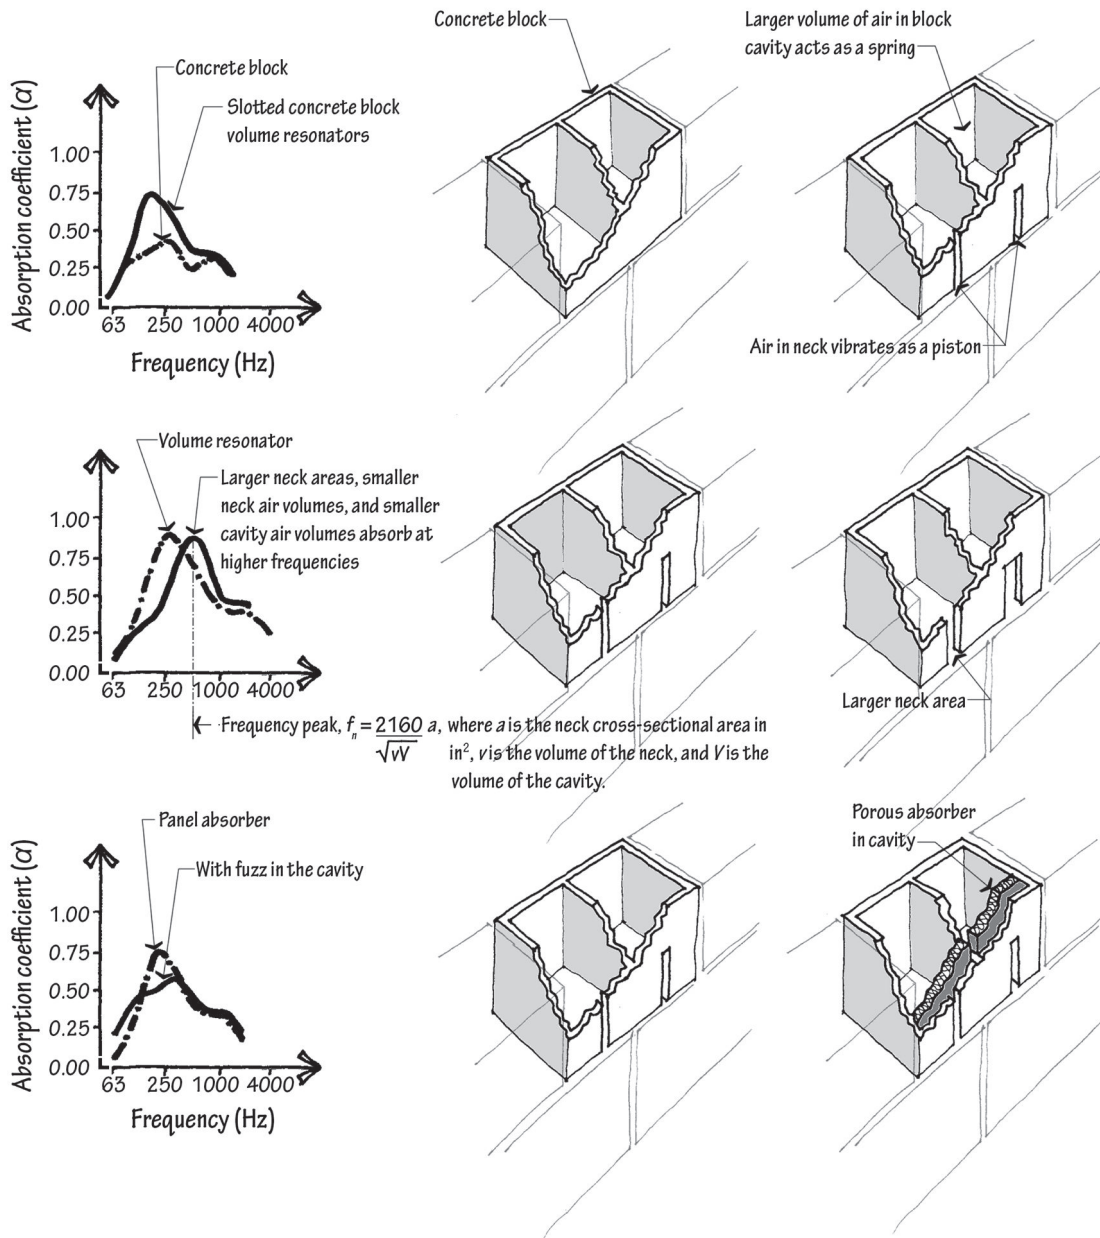 Concrete block
Larger volume of air in block
cavity acts as a spring
Concrete block
Slotted concrete block
volume resonators
Absorption coefficient (α)
1.00
0.75
0.50
0.25
0.00
63 250 1000 4000
Frequency (Hz)
Air in neck vibrates as a piston
Volume resonator
Larger neck areas, smaller
neck air volumes, and smaller
cavity air volumes absorb at
higher frequencies
1.00
0.75
0.50
0.25
0.00
63 250 1000 4000
Larger neck area
Frequency peak, fn = 2160/√vV a, where a is the neck cross-sectional area in
in², v is the volume of the neck, and V is the
volume of the cavity.
Porous absorber
in cavity
Panel absorber
With fuzz in the cavity
Absorption coefficient (α)
1.00
0.75
0.50
0.25
0.00
63 250 1000 4000
Frequency (Hz)